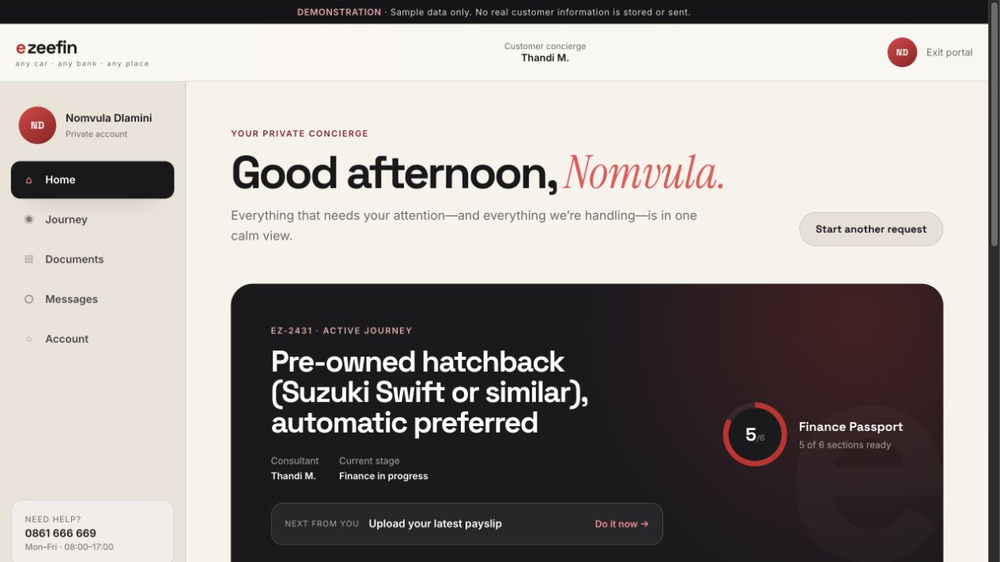 DEMONSTRATION · Sample data only. No real customer information is stored or sent.
ezeefin
any car · any bank · any place
Customer concierge
Thandi M.
ND
Exit portal
ND
Nomvula Dlamini
Private account
Home
Journey
Documents
Messages
Account
NEED HELP?
0861 666 669
Mon–Fri · 08:00–17:00
YOUR PRIVATE CONCIERGE
Good afternoon, Nomvula.
Everything that needs your attention—and everything we’re handling—is in one
calm view.
Start another request
EZ-2431 · ACTIVE JOURNEY
Pre-owned hatchback
(Suzuki Swift or similar),
automatic preferred
Consultant
Thandi M.
Current stage
Finance in progress
NEXT FROM YOU Upload your latest payslip Do it now →
5/6
Finance Passport
5 of 6 sections ready
e